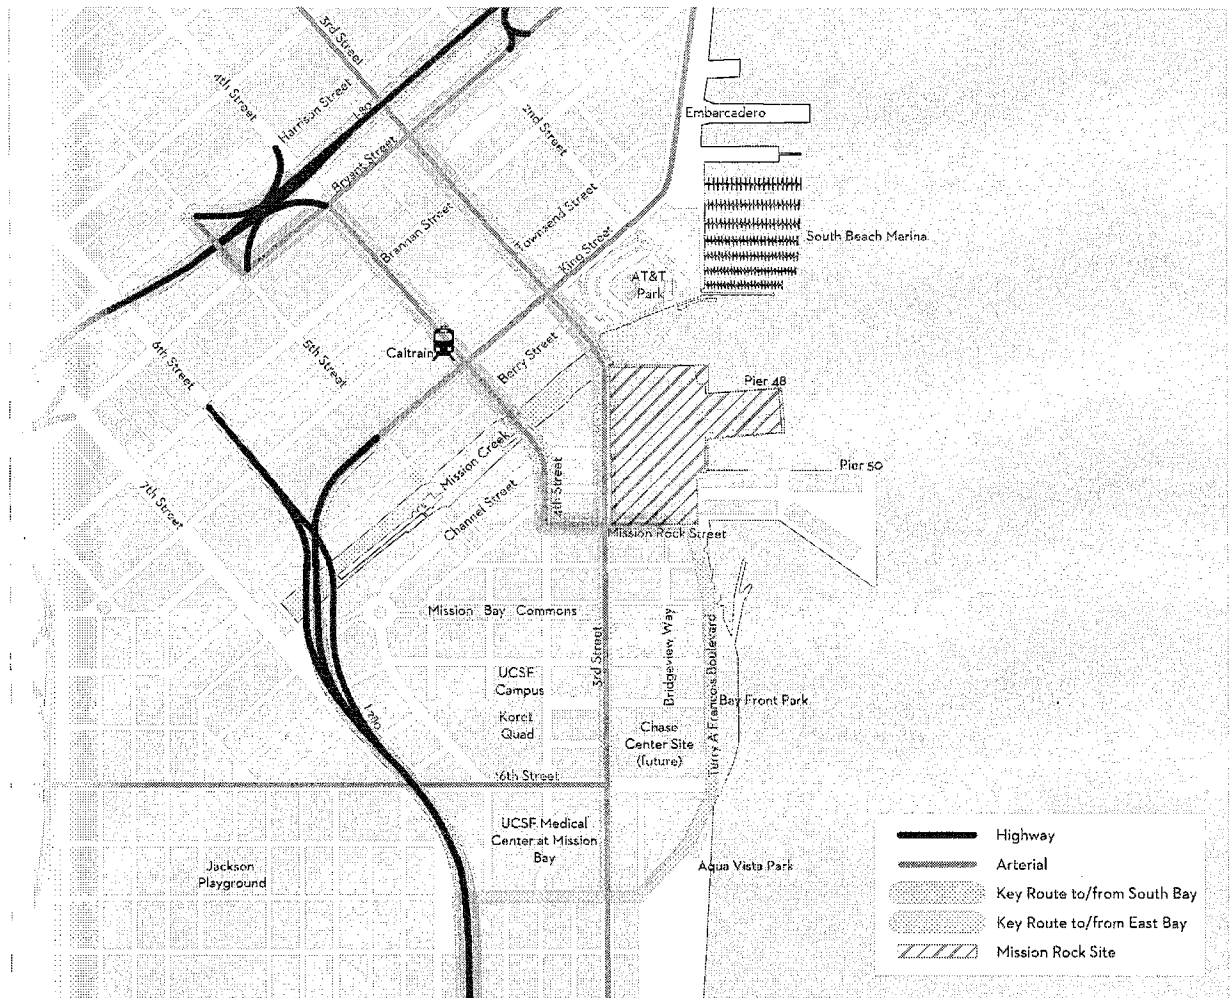 3rd Street
4th Street
Harrison Street
I-80
2nd Street
Embarcadero
Bryant Street
Brannan Street
Townsend Street
King Street
South Beach Marina
AT&T
Park
Caltrain
Berry Street
6th Street
5th Street
Pier 48
Mission Creek
Pier 50
7th Street
Channel Street
4th Street
Mission Rock Street
Mission Bay Commons
3rd Street
Bridgeview Way
Terry A Francois Boulevard
UCSF
Campus
Bay Front Park
Koret
Quad
I-280
Chase
Center Site
(future)
16th Street
UCSF Medical
Center at Mission
Bay
Jackson
Playground
Aqua Vista Park
Highway
Arterial
Key Route to/from South Bay
Key Route to/from East Bay
Mission Rock Site